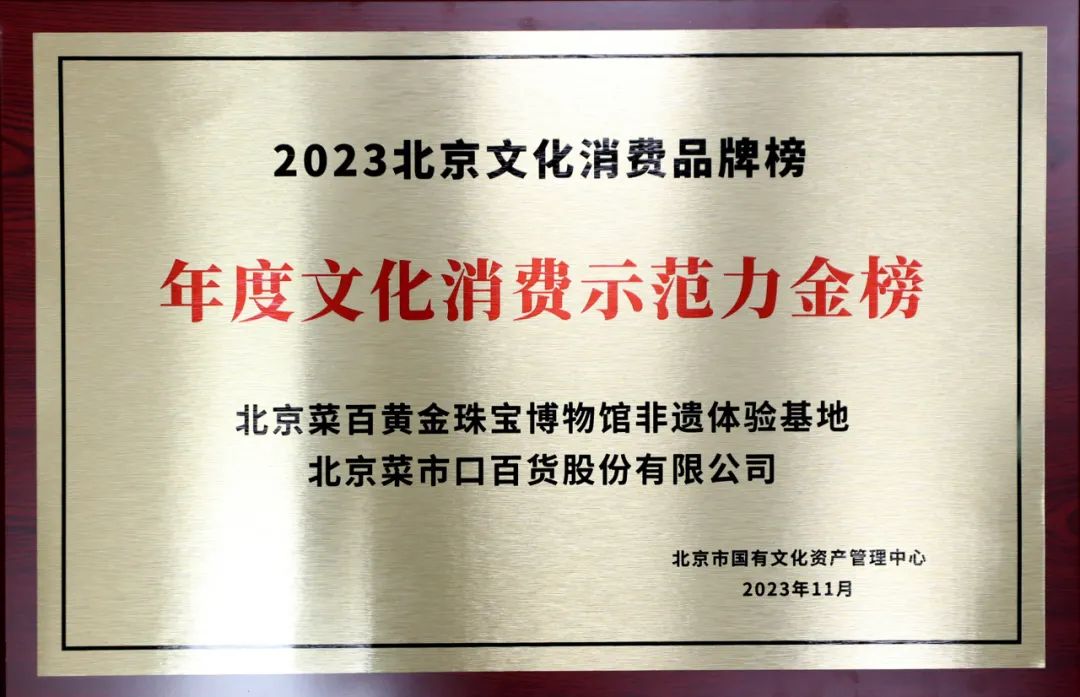 2023北京文化消费品牌榜
年度文化消费示范力金榜
北京菜百黄金珠宝博物馆非遗体验基地
北京菜市口百货股份有限公司
北京市国有文化资产管理中心
2023年11月